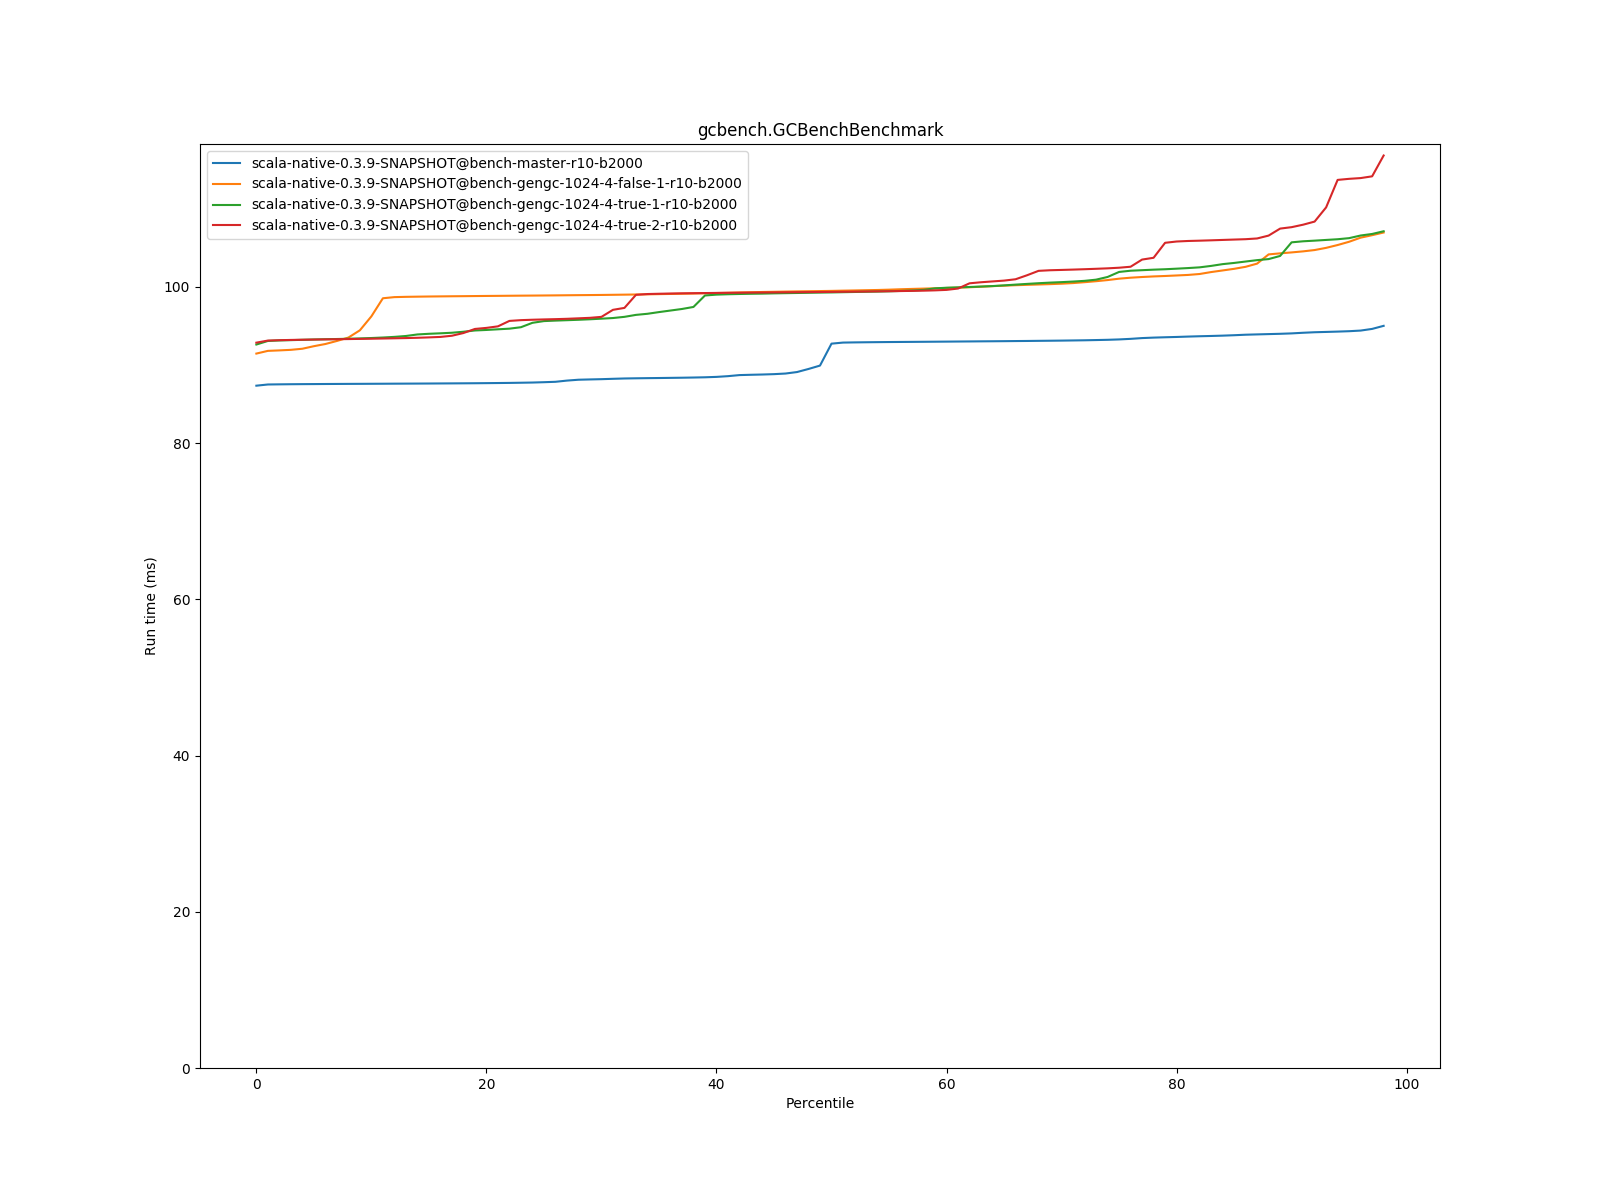 gcbench.GCBenchBenchmark
scala-native-0.3.9-SNAPSHOT@bench-master-r10-b2000
scala-native-0.3.9-SNAPSHOT@bench-gengc-1024-4-false-1-r10-b2000
scala-native-0.3.9-SNAPSHOT@bench-gengc-1024-4-true-1-r10-b2000
scala-native-0.3.9-SNAPSHOT@bench-gengc-1024-4-true-2-r10-b2000
100
80
60
40
20
0
Run time (ms)
0 20 40 60 80 100
Percentile